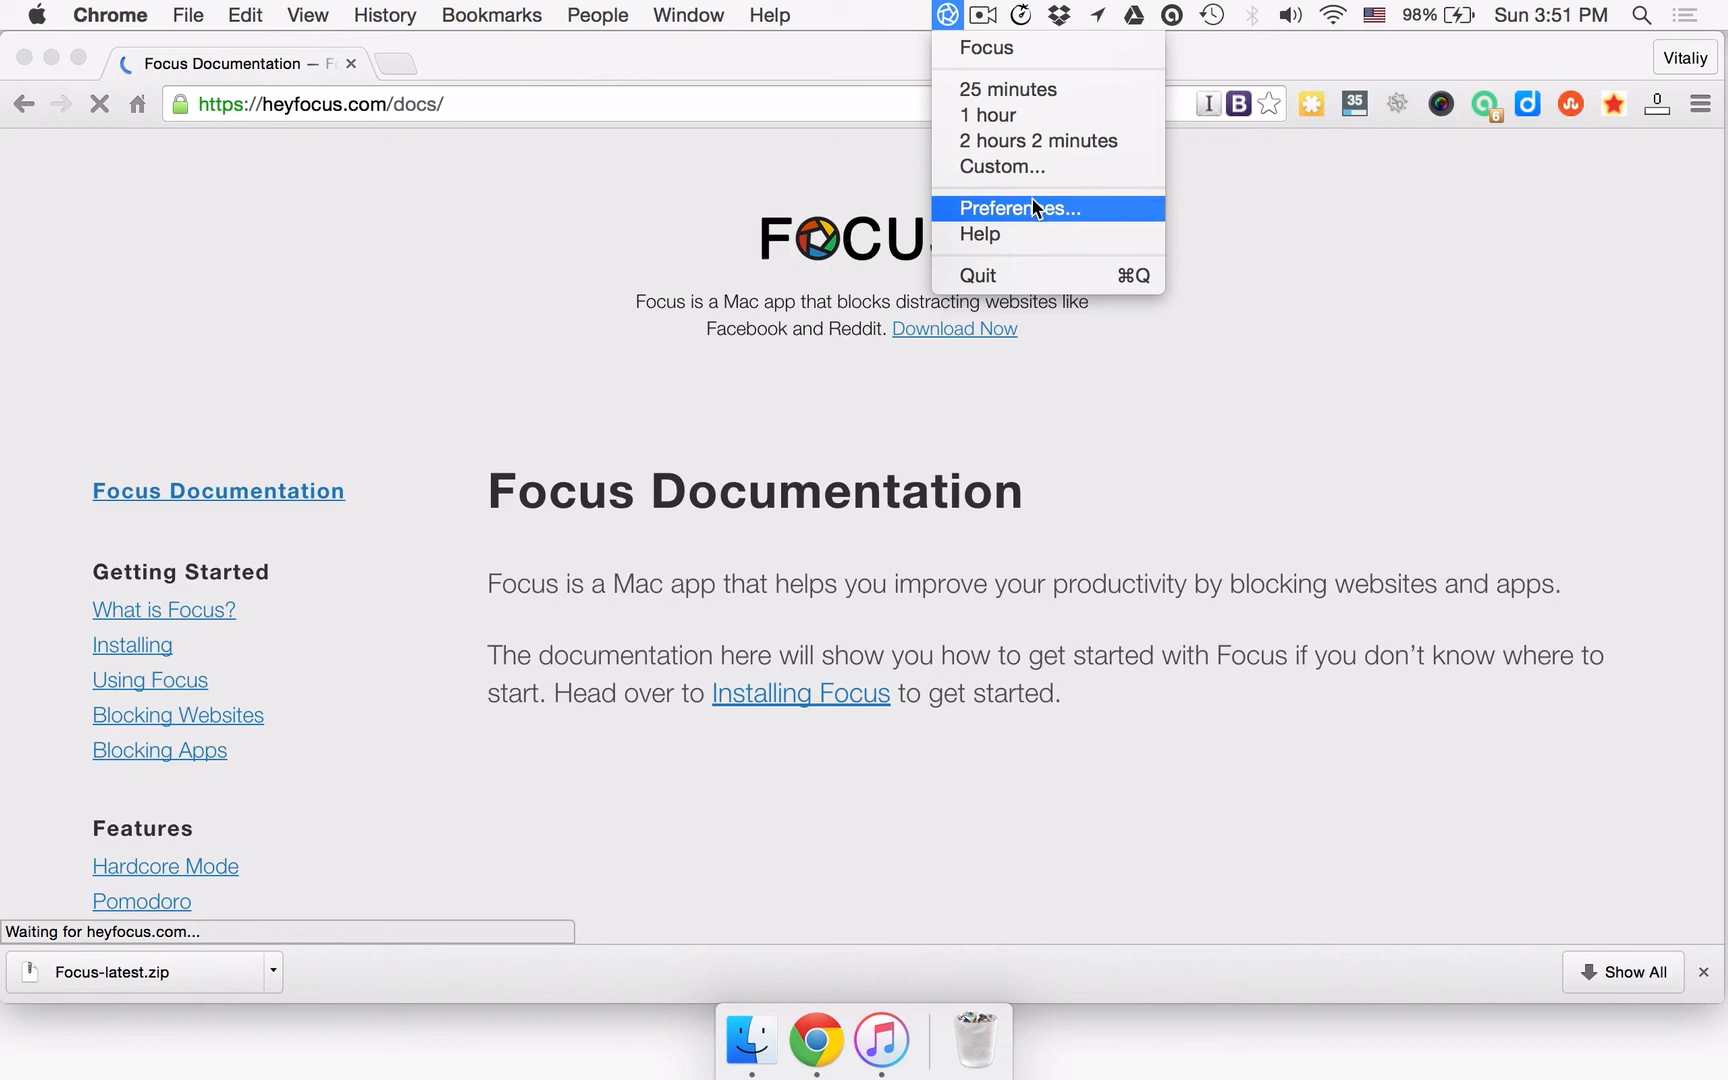 Chrome File Edit View History Bookmarks People Window Help 98% Sun 3:51 PM
Focus Documentation — F Vitaliy
https://heyfocus.com/docs/ B 35 6 d 0
Focus
25 minutes
1 hour
2 hours 2 minutes
Custom...
Preferences...
Help
Quit ⌘Q
FOCUS
Focus is a Mac app that blocks distracting websites like
Facebook and Reddit. Download Now
Focus Documentation
Getting Started
What is Focus?
Installing
Using Focus
Blocking Websites
Blocking Apps
Features
Hardcore Mode
Pomodoro
Focus Documentation
Focus is a Mac app that helps you improve your productivity by blocking websites and apps.
The documentation here will show you how to get started with Focus if you don’t know where to
start. Head over to Installing Focus to get started.
Waiting for heyfocus.com...
Focus-latest.zip Show All